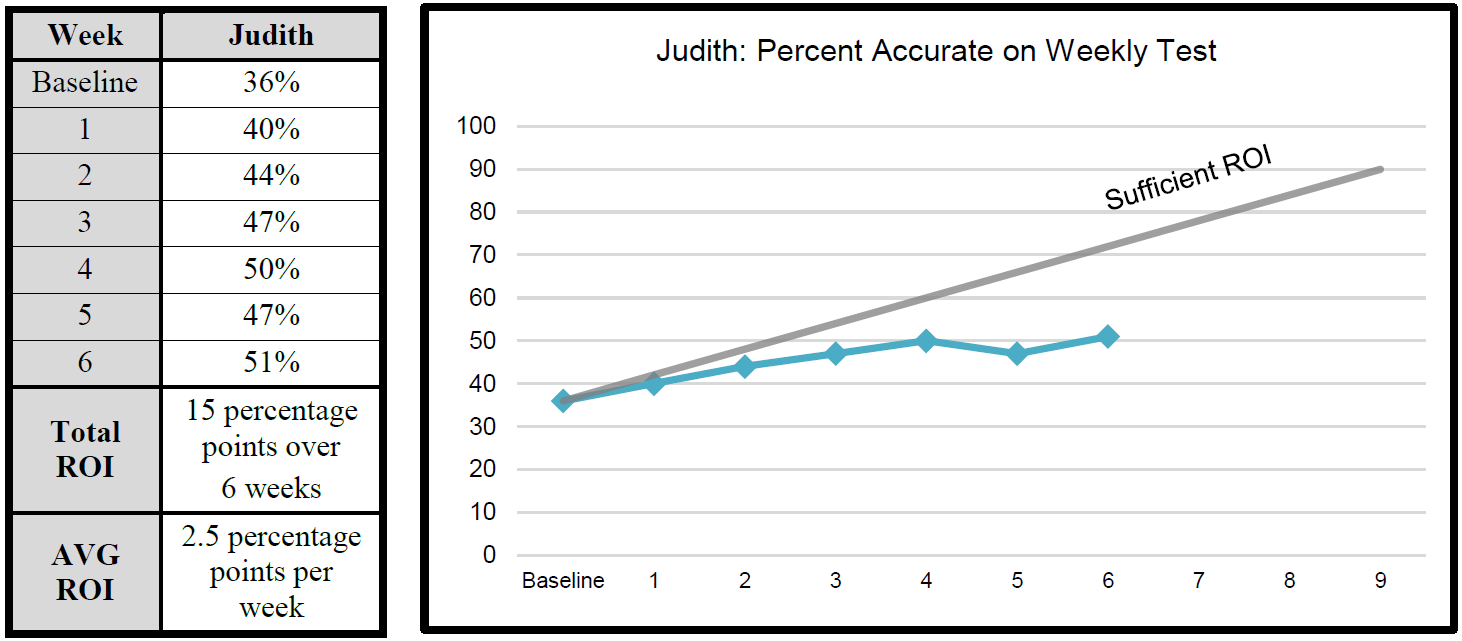 Week Judith
Baseline 36%
1 40%
2 44%
3 47%
4 50%
5 47%
6 51%
Total
ROI
15 percentage
points over
6 weeks
AVG
ROI
2.5 percentage
points per
week
Judith: Percent Accurate on Weekly Test
100
90
80
70
60
50
40
30
20
10
0
Sufficient ROI
Baseline 1 2 3 4 5 6 7 8 9